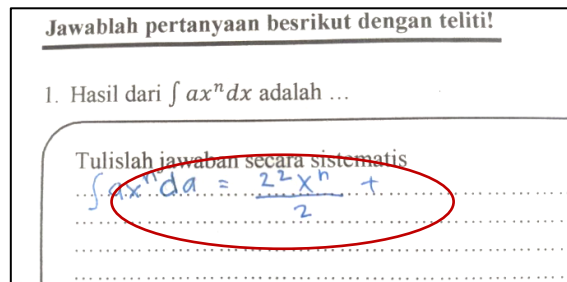 Jawablah pertanyaan besrikut dengan teliti!
1. Hasil dari ∫ axⁿdx adalah …
Tulislah jawaban secara sistematis
∫axⁿda = 2²xⁿ/2 +